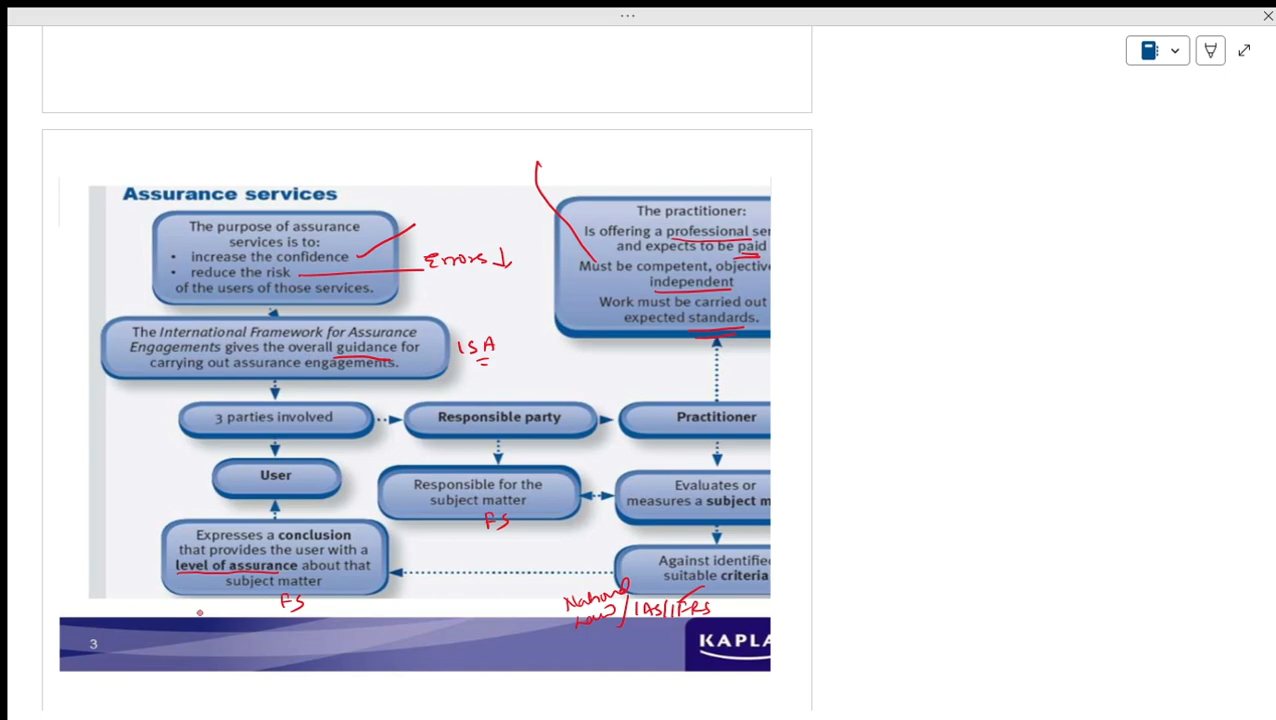 Assurance services
The purpose of assurance
services is to:
• increase the confidence
• reduce the risk
of the users of those services.
Errors ↓
The practitioner:
Is offering a professional ser
and expects to be paid
Must be competent, objective
independent
Work must be carried out
expected standards.
The International Framework for Assurance
Engagements gives the overall guidance for
carrying out assurance engagements.
ISA
3 parties involved
Responsible party
Practitioner
User
Responsible for the
subject matter
FS
Evaluates or
measures a subject m
Expresses a conclusion
that provides the user with a
level of assurance about that
subject matter
FS
Against identified
suitable criteria
National
Law / IAS/IFRS
3
KAPLA